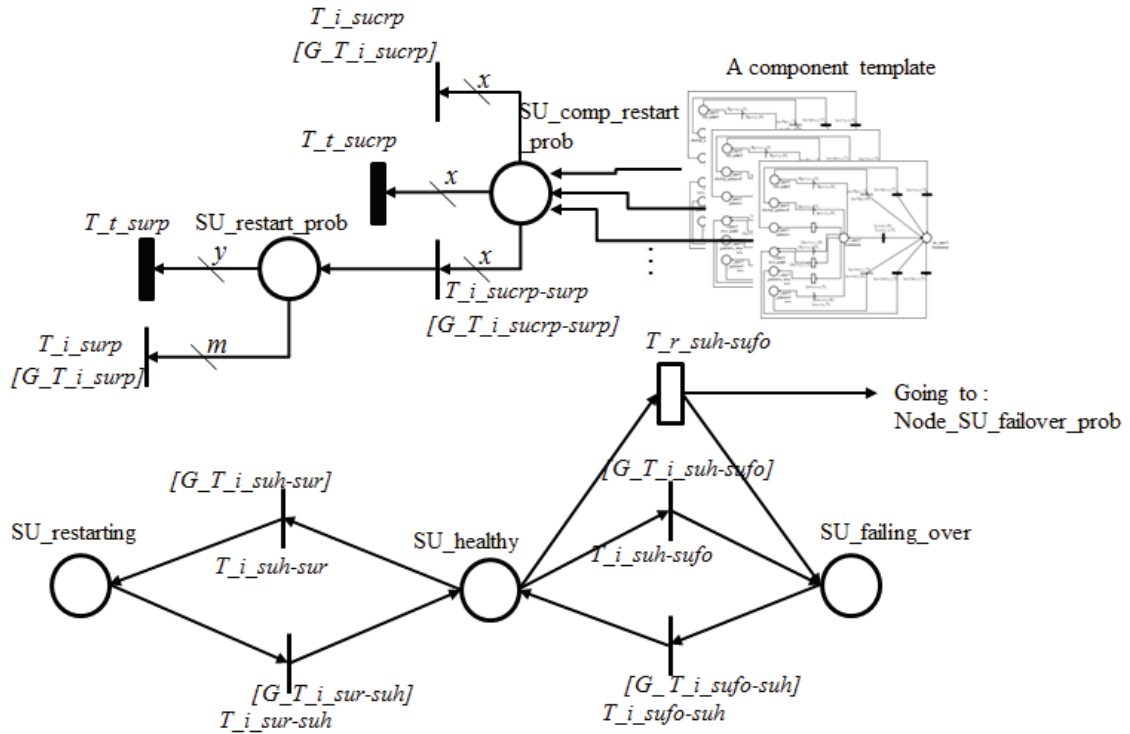 T_i_sucrp
[G_T_i_sucrp]
x
A component template
SU_comp_restart
_prob
T_t_sucrp
x
T_t_surp
SU_restart_prob
y
x
T_i_sucrp-surp
[G_T_i_sucrp-surp]
T_i_surp
[G_T_i_surp]
m
T_r_suh-sufo
Going to :
Node_SU_failover_prob
[G_T_i_suh-sur]
[G_T_i_suh-sufo]
SU_restarting
SU_healthy
SU_failing_over
T_i_suh-sur
T_i_suh-sufo
[G_T_i_sur-suh]
T_i_sur-suh
[G_ T_i_sufo-suh]
T_i_sufo-suh